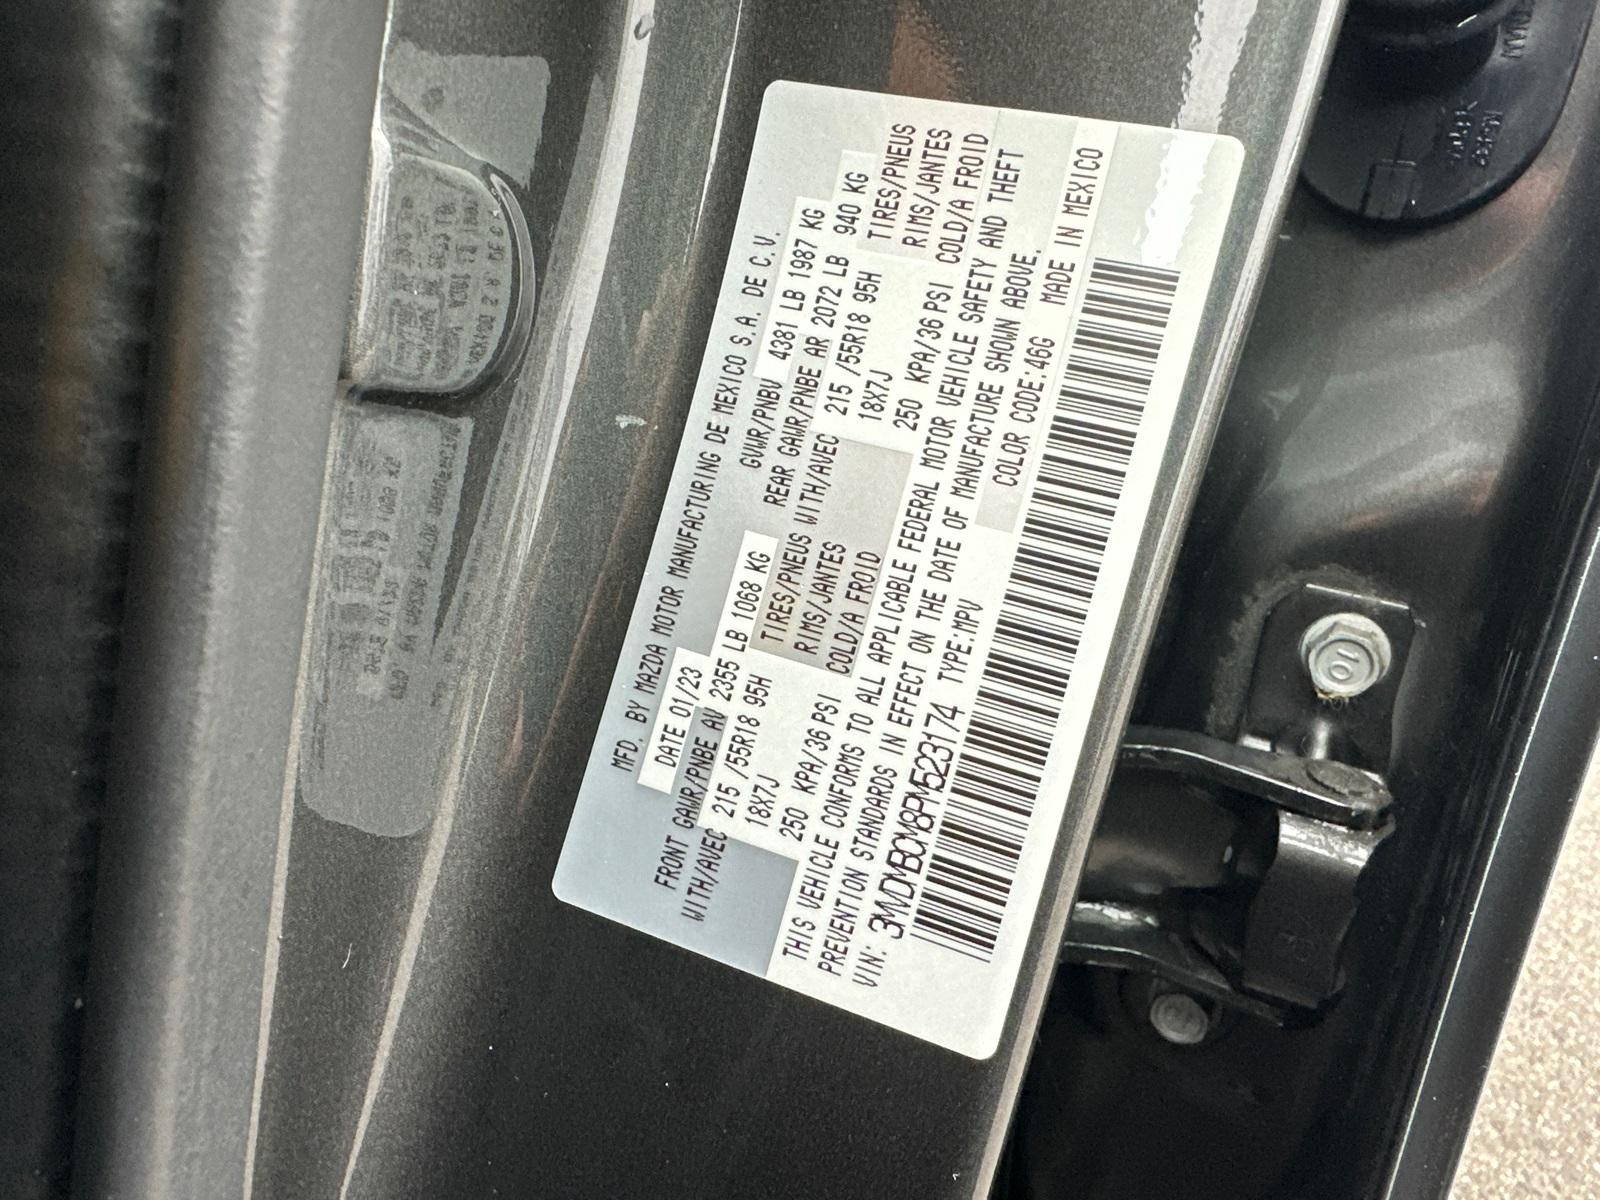 MFD. BY MAZDA MOTOR MANUFACTURING DE MEXICO S.A. DE C.V.
DATE 01/23 GVWR/PNBV 4381 LB 1987 KG
FRONT GAWR/PNBE AV 2355 LB 1068 KG REAR GAWR/PNBE AR 2072 LB 940 KG
WITH/AVEC 215 /55R18 95H TIRES/PNEUS WITH/AVEC 215 /55R18 95H TIRES/PNEUS
18X7J RIMS/JANTES 18X7J RIMS/JANTES
250 KPA/36 PSI COLD/A FROID 250 KPA/36 PSI COLD/A FROID
THIS VEHICLE CONFORMS TO ALL APPLICABLE FEDERAL MOTOR VEHICLE SAFETY AND THEFT
PREVENTION STANDARDS IN EFFECT ON THE DATE OF MANUFACTURE SHOWN ABOVE.
VIN: 3MVDMBCM8PM523174 TYPE:MPV COLOR CODE.46G MADE IN MEXICO
10